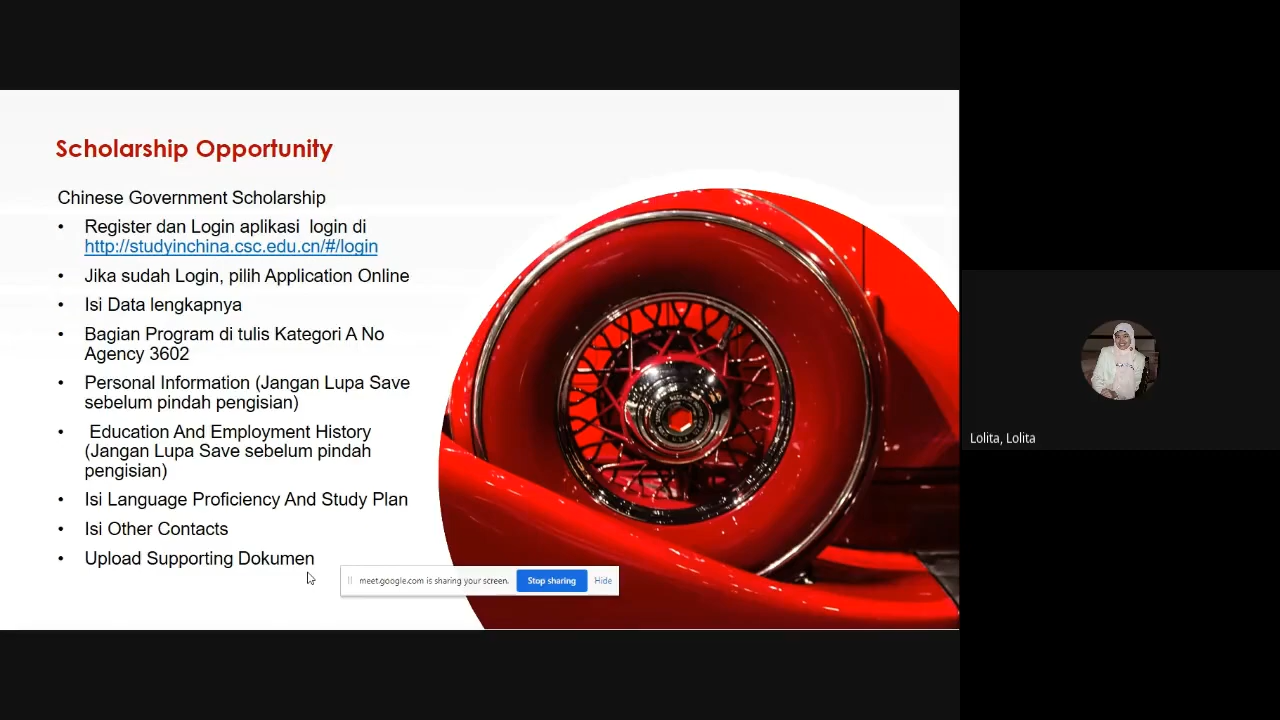 Scholarship Opportunity
Chinese Government Scholarship
• Register dan Login aplikasi  login di
http://studyinchina.csc.edu.cn/#/login
• Jika sudah Login, pilih Application Online
• Isi Data lengkapnya
• Bagian Program di tulis Kategori A No
Agency 3602
• Personal Information (Jangan Lupa Save
sebelum pindah pengisian)
• Education And Employment History
(Jangan Lupa Save sebelum pindah
pengisian)
• Isi Language Proficiency And Study Plan
• Isi Other Contacts
• Upload Supporting Dokumen
meet.google.com is sharing your screen. Stop sharing Hide
Lolita, Lolita